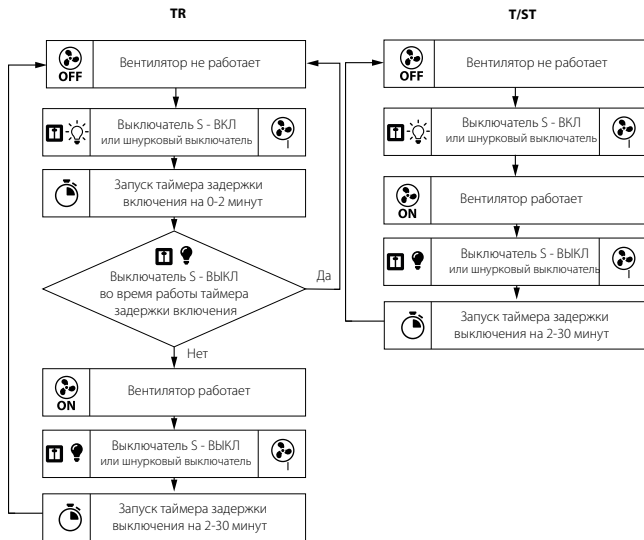 TR
OFF
Вентилятор не работает
Выключатель S - ВКЛ
или шнурковый выключатель
Запуск таймера задержки
включения на 0-2 минут
Выключатель S - ВЫКЛ
во время работы таймера
задержки включения
Да
Нет
ON
Вентилятор работает
Выключатель S - ВЫКЛ
или шнурковый выключатель
Запуск таймера задержки
выключения на 2-30 минут
T/ST
OFF
Вентилятор не работает
Выключатель S - ВКЛ
или шнурковый выключатель
ON
Вентилятор работает
Выключатель S - ВЫКЛ
или шнурковый выключатель
Запуск таймера задержки
выключения на 2-30 минут